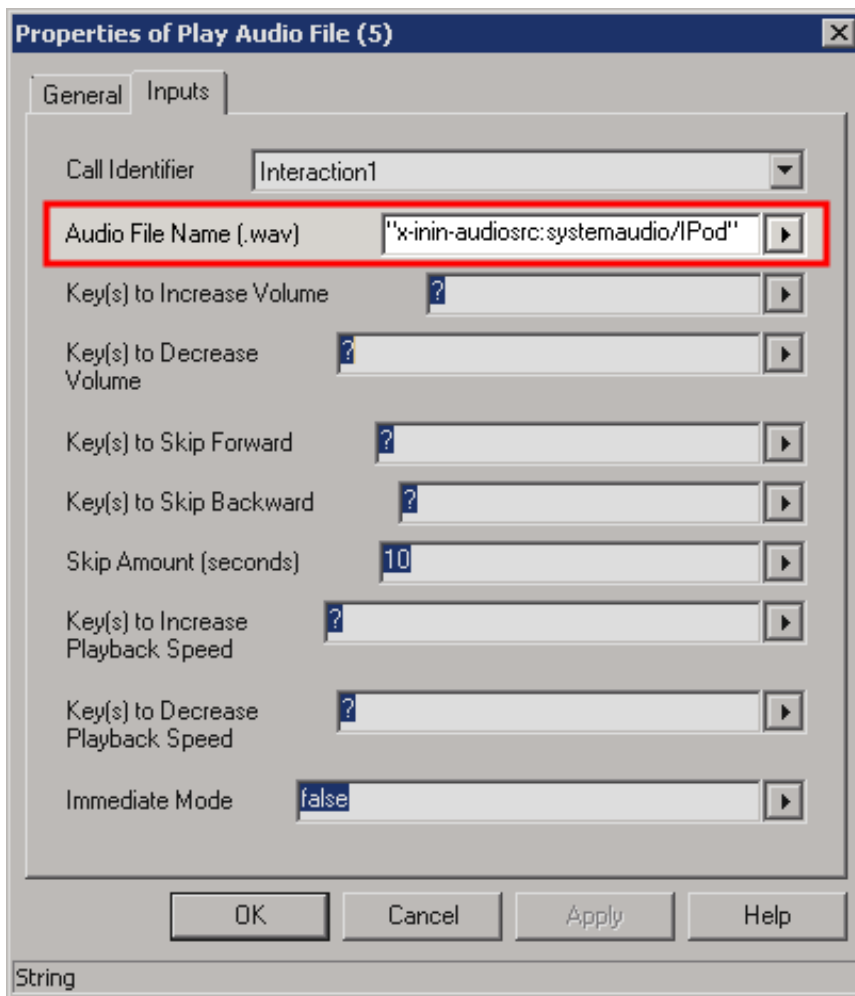 Properties of Play Audio File (5)
General Inputs
Call Identifier Interaction1
Audio File Name (.wav) "x-inin-audiosrc:systemaudio/IPod"
Key(s) to Increase Volume ?
Key(s) to Decrease ?
Volume
Key(s) to Skip Forward ?
Key(s) to Skip Backward ?
Skip Amount (seconds) 10
Key(s) to Increase ?
Playback Speed
Key(s) to Decrease ?
Playback Speed
Immediate Mode false
OK Cancel Apply Help
String